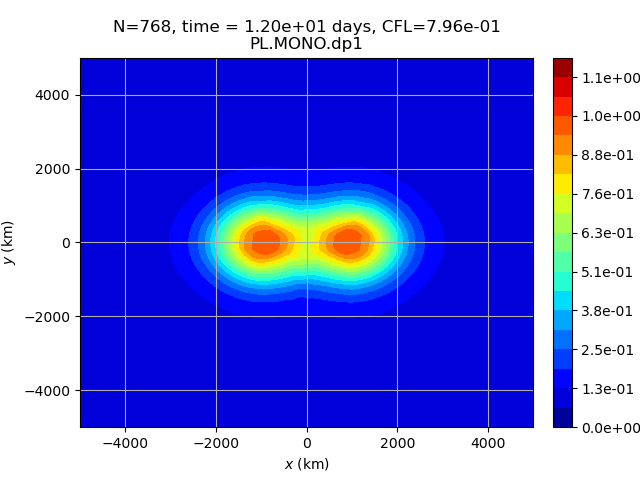 N=768, time = 1.20e+01 days, CFL=7.96e-01
PL.MONO.dp1
y (km)
4000
2000
0
−2000
−4000
−4000 −2000 0 2000 4000
x (km)
1.1e+00
1.0e+00
8.8e-01
7.6e-01
6.3e-01
5.1e-01
3.8e-01
2.5e-01
1.3e-01
0.0e+00